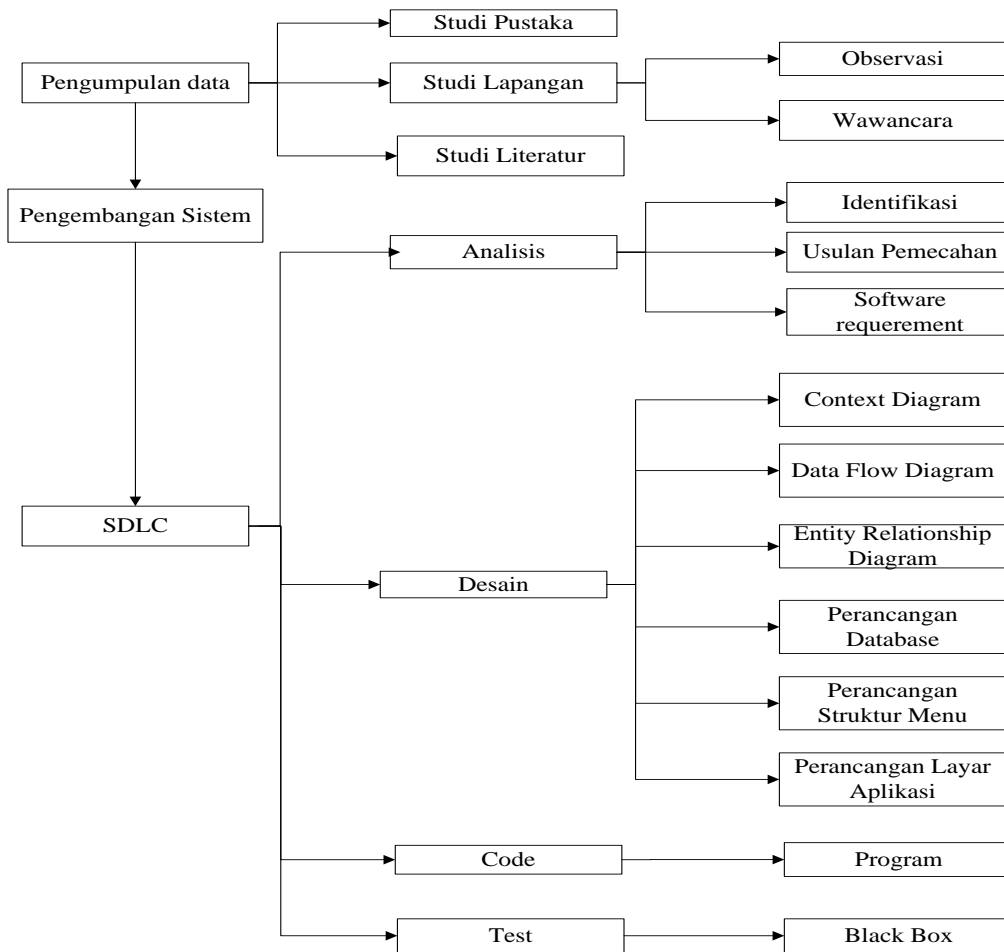 Studi Pustaka
Pengumpulan data
Studi Lapangan
Observasi
Wawancara
Studi Literatur
Pengembangan Sistem
Analisis
Identifikasi
Usulan Pemecahan
Software
requerement
SDLC
Desain
Context Diagram
Data Flow Diagram
Entity Relationship
Diagram
Perancangan
Database
Perancangan
Struktur Menu
Perancangan Layar
Aplikasi
Code
Program
Test
Black Box